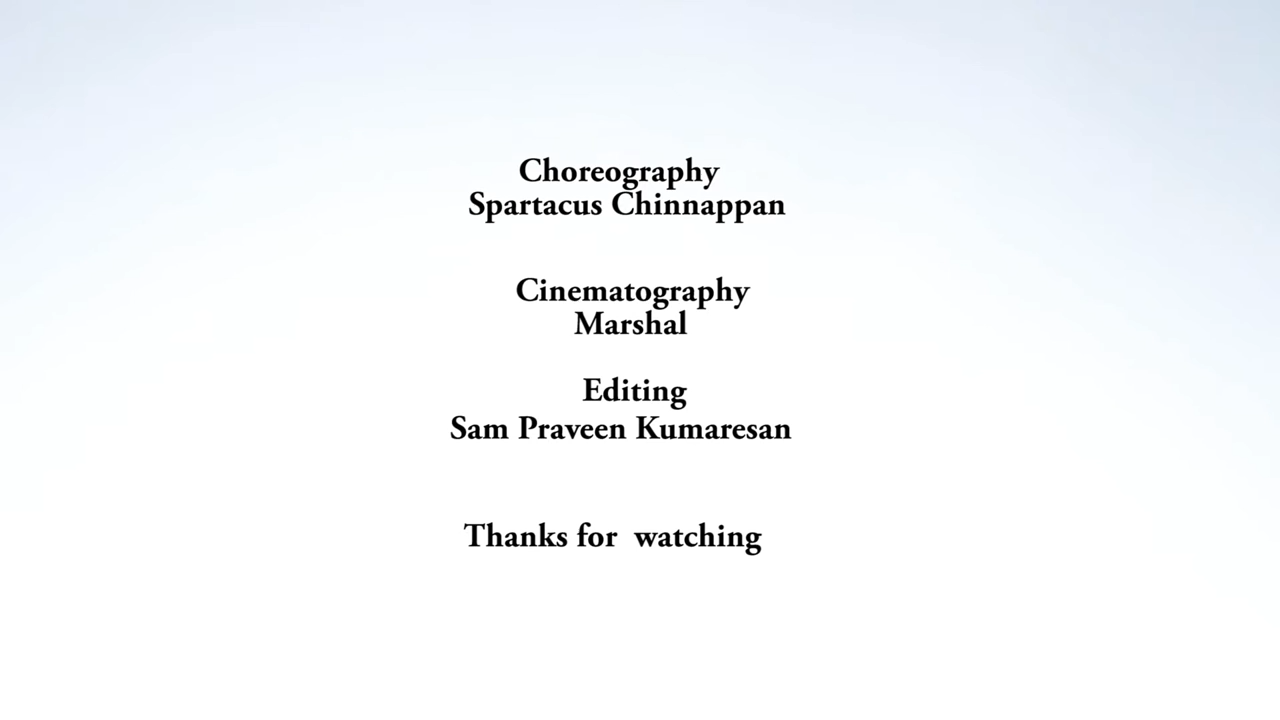 Choreography
Spartacus Chinnappan
Cinematography
Marshal
Editing
Sam Praveen Kumaresan
Thanks for  watching